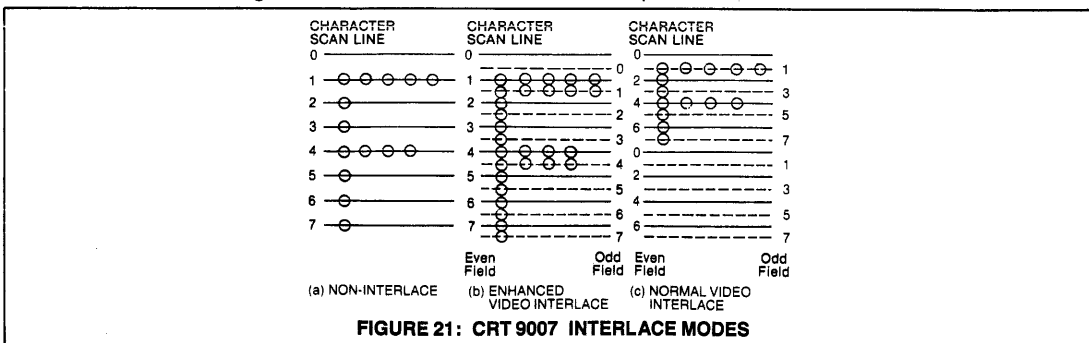 CHARACTER
SCAN LINE
0
1
2
3
4
5
6
7
(a) NON-INTERLACE
CHARACTER
SCAN LINE
0
0
1
1
2
2
3
3
4
4
5
5
6
6
7
7
Even
Field
Odd
Field
(b) ENHANCED
VIDEO INTERLACE
CHARACTER
SCAN LINE
0
1
2
3
4
5
6
7
0
1
2
3
4
5
6
7
Even
Field
Odd
Field
(c) NORMAL VIDEO
INTERLACE
FIGURE 21: CRT 9007 INTERLACE MODES